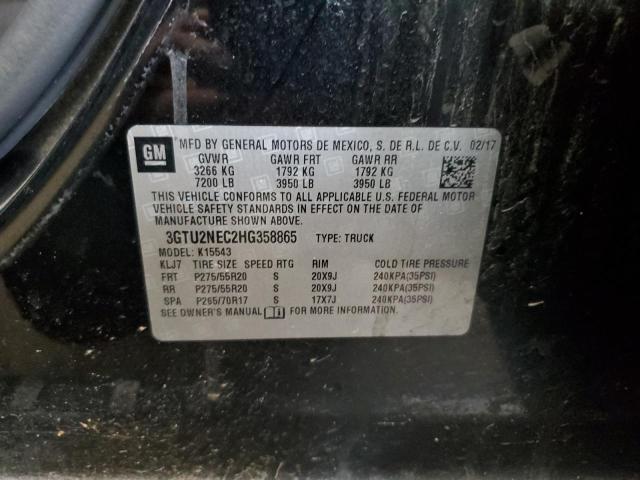 GM
MFD BY GENERAL MOTORS DE MEXICO, S. DE R.L. DE C.V. 02/17
GVWR GAWR FRT GAWR RR
3266 KG 1792 KG 1792 KG
7200 LB 3950 LB 3950 LB
THIS VEHICLE CONFORMS TO ALL APPLICABLE U.S. FEDERAL MOTOR
VEHICLE SAFETY STANDARDS IN EFFECT ON THE DATE OF
MANUFACTURE SHOWN ABOVE.
3GTU2NEC2HG358865 TYPE: TRUCK
MODEL: K15543
KLJ7 TIRE SIZE SPEED RTG RIM COLD TIRE PRESSURE
FRT P275/55R20 S 20X9J 240KPA(35PSI)
RR P275/55R20 S 20X9J 240KPA(35PSI)
SPA P265/70R17 S 17X7J 240KPA(35PSI)
SEE OWNER'S MANUAL FOR MORE INFORMATION.